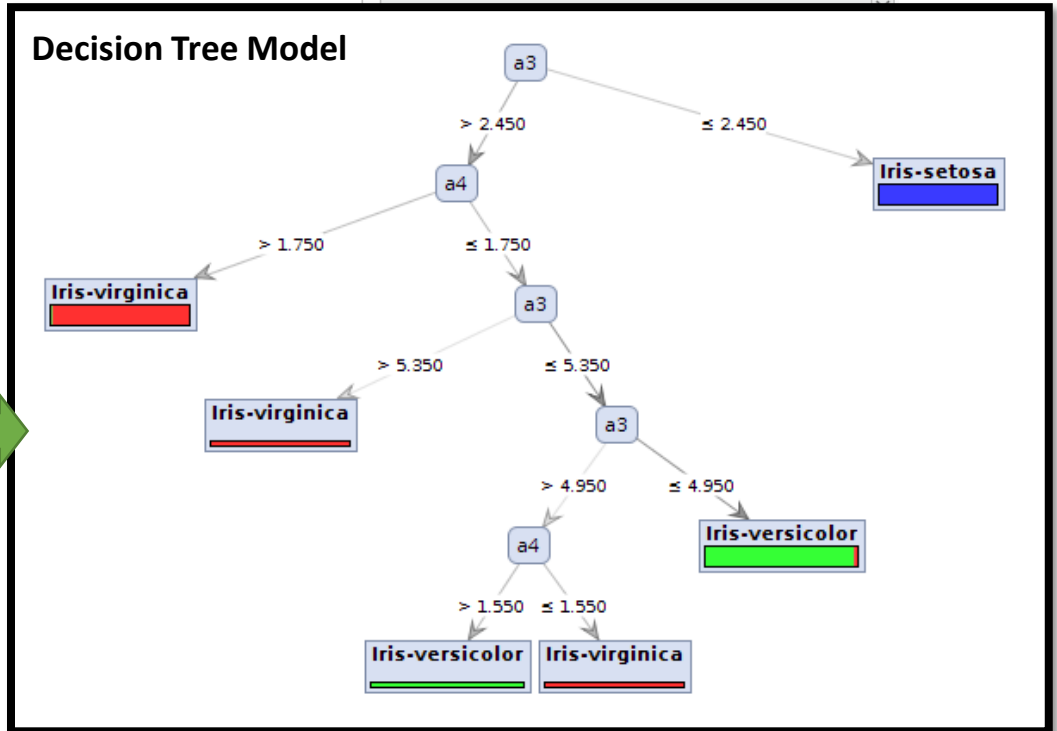 Decision Tree Model
a3
> 2.450
≤ 2.450
Iris-setosa
a4
> 1.750
≤ 1.750
Iris-virginica
a3
> 5.350
≤ 5.350
Iris-virginica
a3
> 4.950
≤ 4.950
Iris-versicolor
a4
> 1.550
≤ 1.550
Iris-versicolor
Iris-virginica